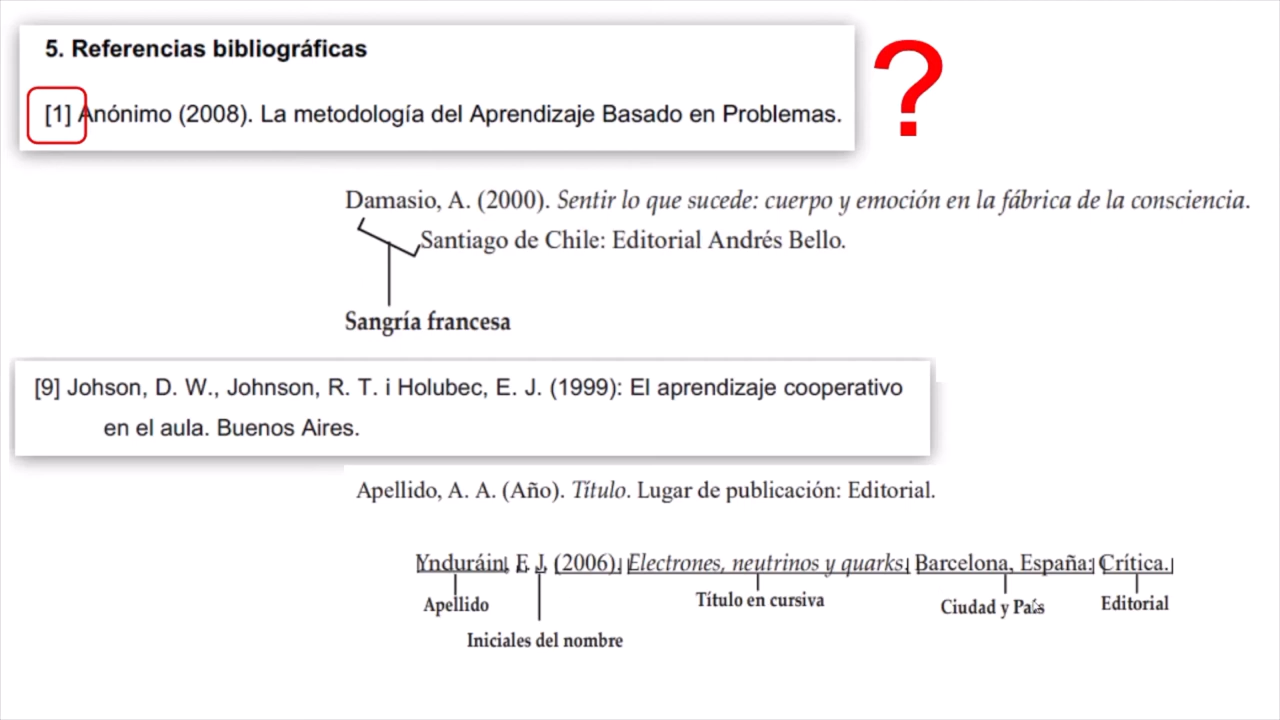 5. Referencias bibliográficas
[1] Anónimo (2008). La metodología del Aprendizaje Basado en Problemas.
?
Damasio, A. (2000). Sentir lo que sucede: cuerpo y emoción en la fábrica de la consciencia.
Santiago de Chile: Editorial Andrés Bello.
Sangría francesa
[9] Johson, D. W., Johnson, R. T. i Holubec, E. J. (1999): El aprendizaje cooperativo
en el aula. Buenos Aires.
Apellido, A. A. (Año). Título. Lugar de publicación: Editorial.
Ynduráin, F. J. (2006). Electrones, neutrinos y quarks. Barcelona, España: Crítica.
Apellido
Título en cursiva
Ciudad y País
Editorial
Iniciales del nombre